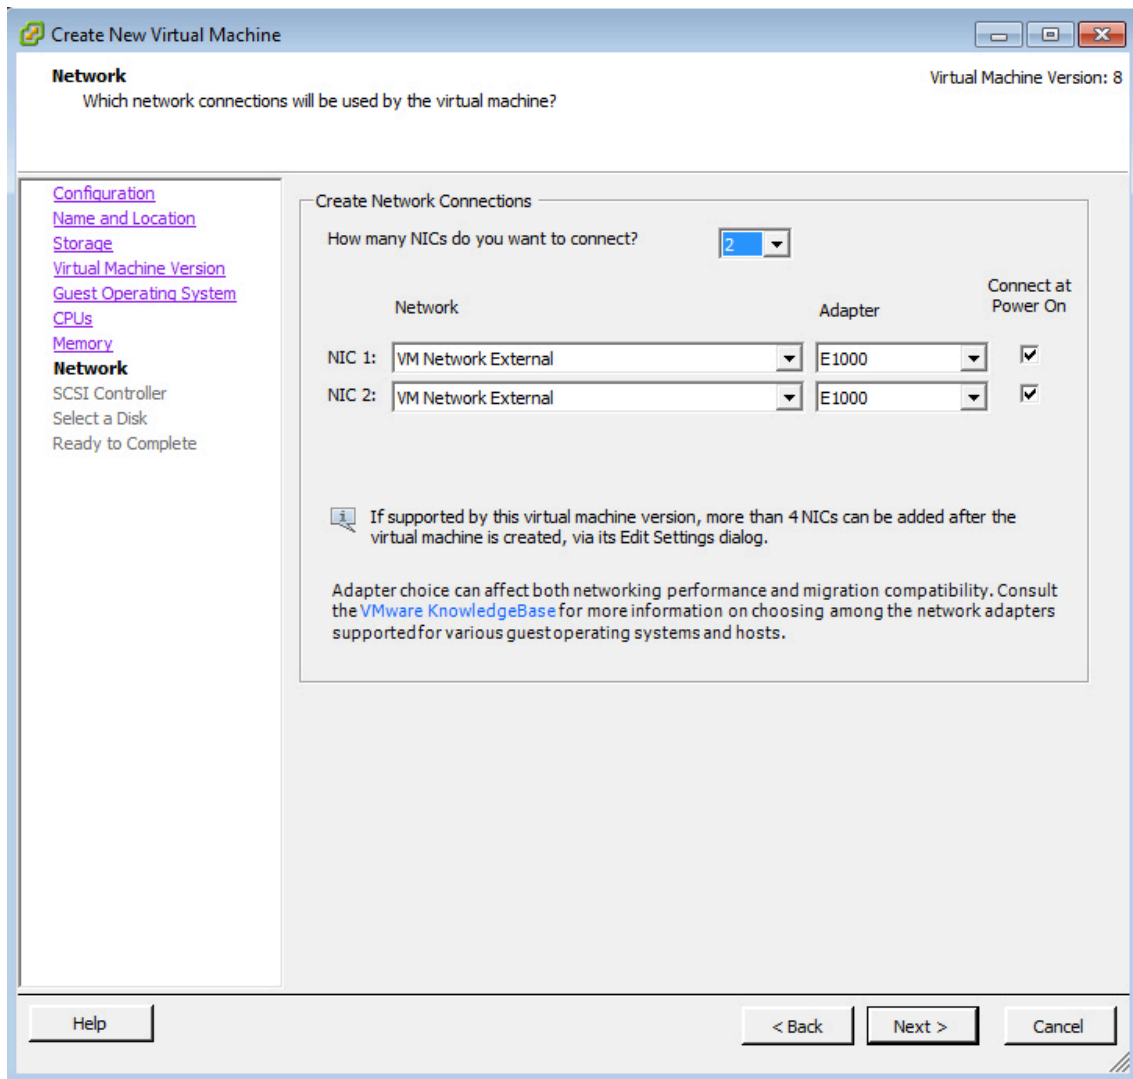 Create New Virtual Machine
Network
Virtual Machine Version: 8
Which network connections will be used by the virtual machine?
Configuration
Name and Location
Storage
Virtual Machine Version
Guest Operating System
CPUs
Memory
Network
SCSI Controller
Select a Disk
Ready to Complete
Create Network Connections
How many NICs do you want to connect?
2
Network
Adapter
Connect at
Power On
NIC 1:
VM Network External
E1000
NIC 2:
VM Network External
E1000
If supported by this virtual machine version, more than 4 NICs can be added after the
virtual machine is created, via its Edit Settings dialog.
Adapter choice can affect both networking performance and migration compatibility. Consult
the VMware KnowledgeBase for more information on choosing among the network adapters
supported for various guest operating systems and hosts.
Help
< Back
Next >
Cancel